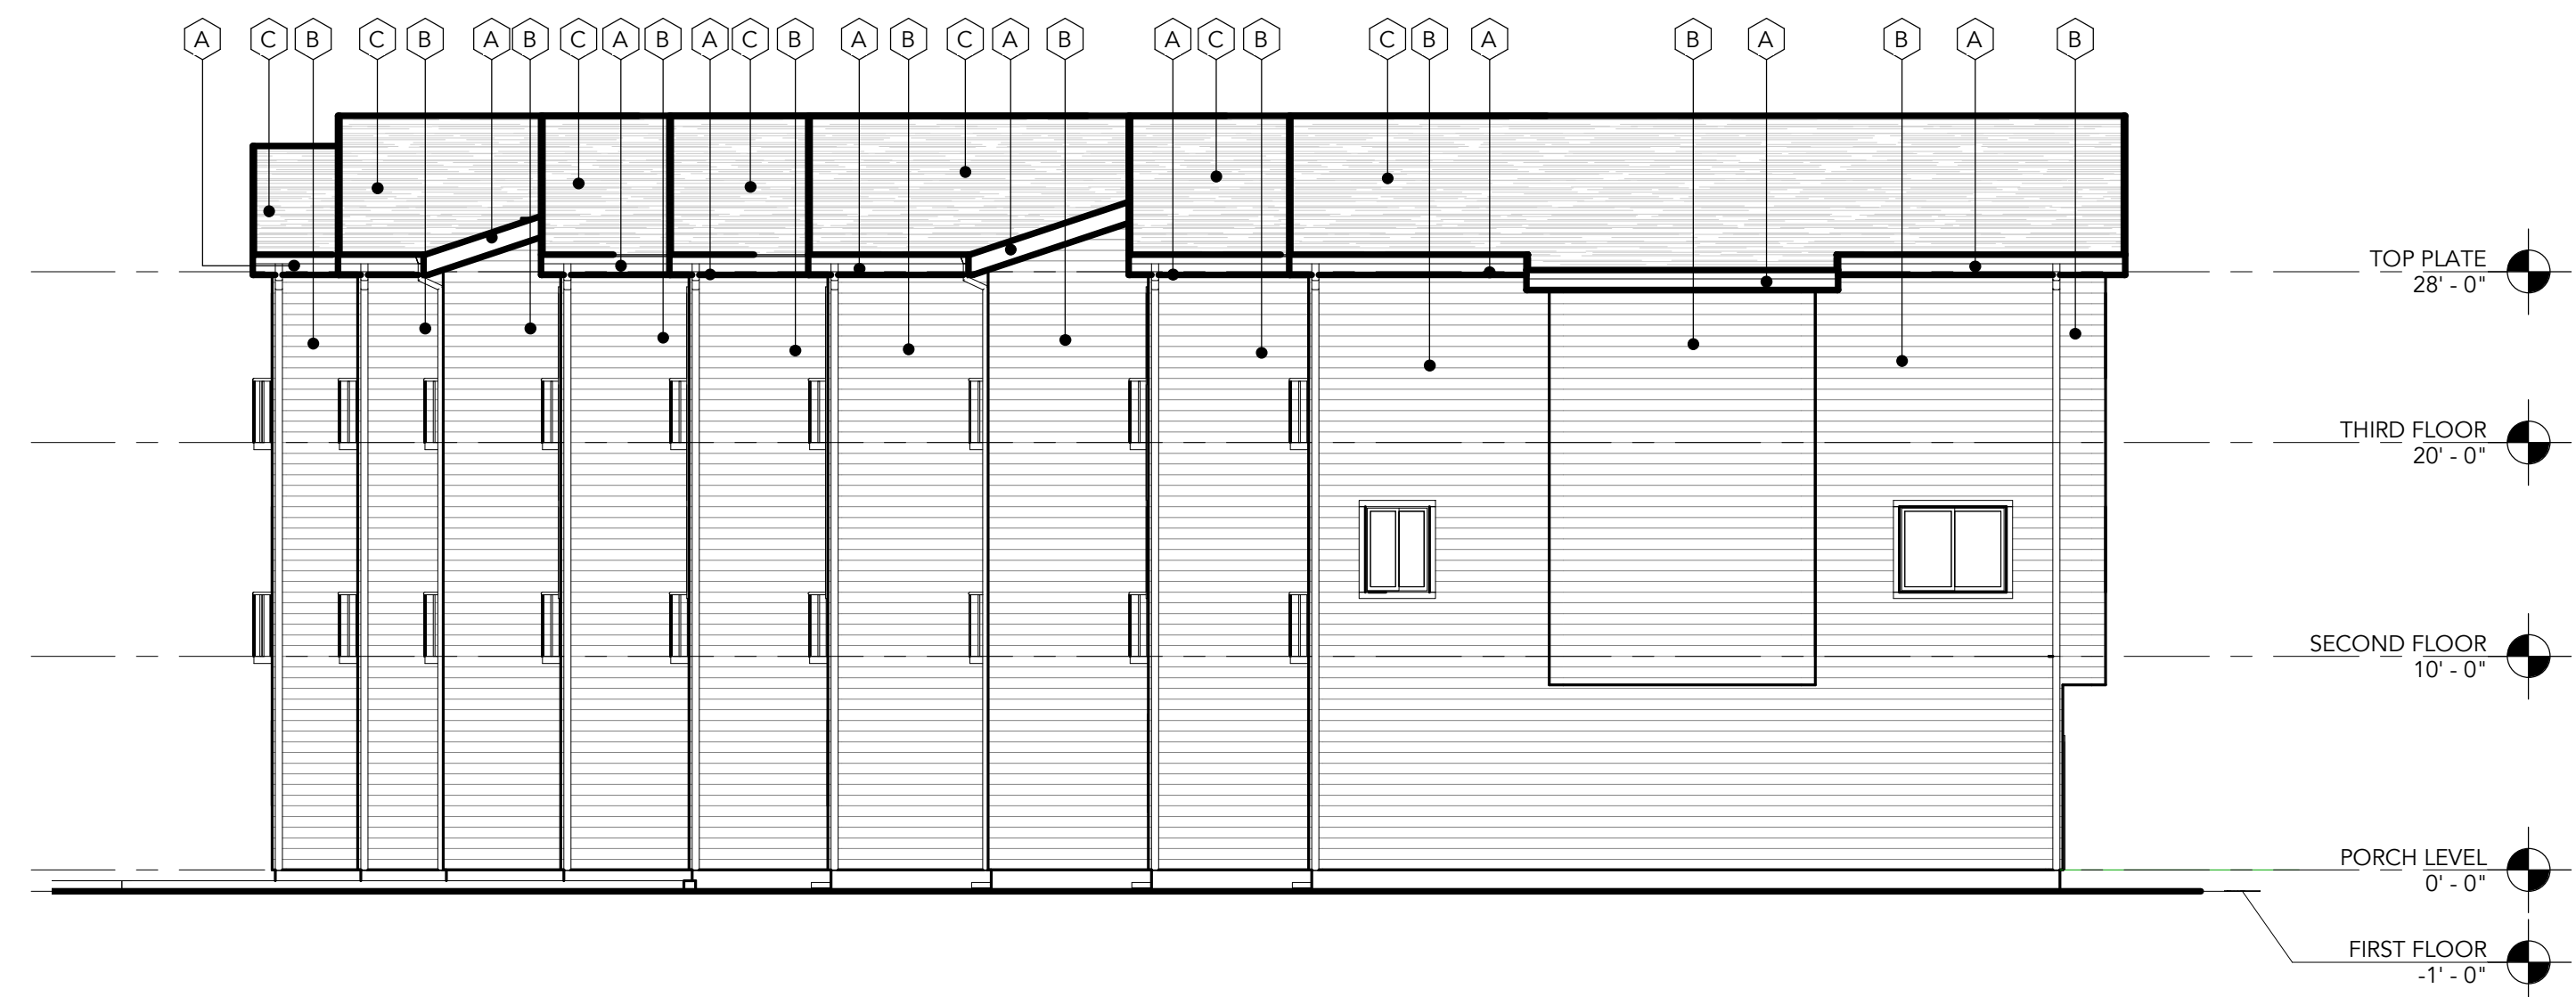 A C B C B A B C A B A C B A B C A B A C B C B A B A B A B
TOP PLATE
28' - 0"
THIRD FLOOR
20' - 0"
SECOND FLOOR
10' - 0"
PORCH LEVEL
0' - 0"
FIRST FLOOR
-1' - 0"